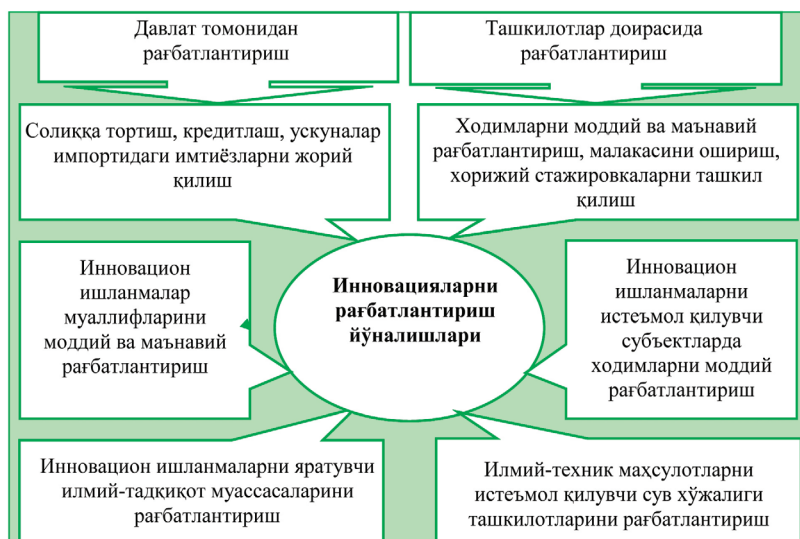 Давлат томонидан
рағбатлантириш
Ташкилотлар доирасида
рағбатлантириш
Солиққа тортиш, кредитлаш, ускуналар
импортидаги имтиёзларни жорий
қилиш
Ходимларни моддий ва маънавий
рағбатлантириш, малакасини ошириш,
хорижий стажировкаларни ташкил
қилиш
Инновацион
ишланмалар
муаллифларини
моддий ва маънавий
рағбатлантириш
Инновацияларни
рағбатлантириш
йўналишлари
Инновацион
ишланмаларни
истеъмол қилувчи
субъектларда
ходимларни моддий
рағбатлантириш
Инновацион ишланмаларни яратувчи
илмий-тадқиқот муассасаларини
рағбатлантириш
Илмий-техник маҳсулотларни
истеъмол қилувчи сув хўжалиги
ташкилотларини рағбатлантириш